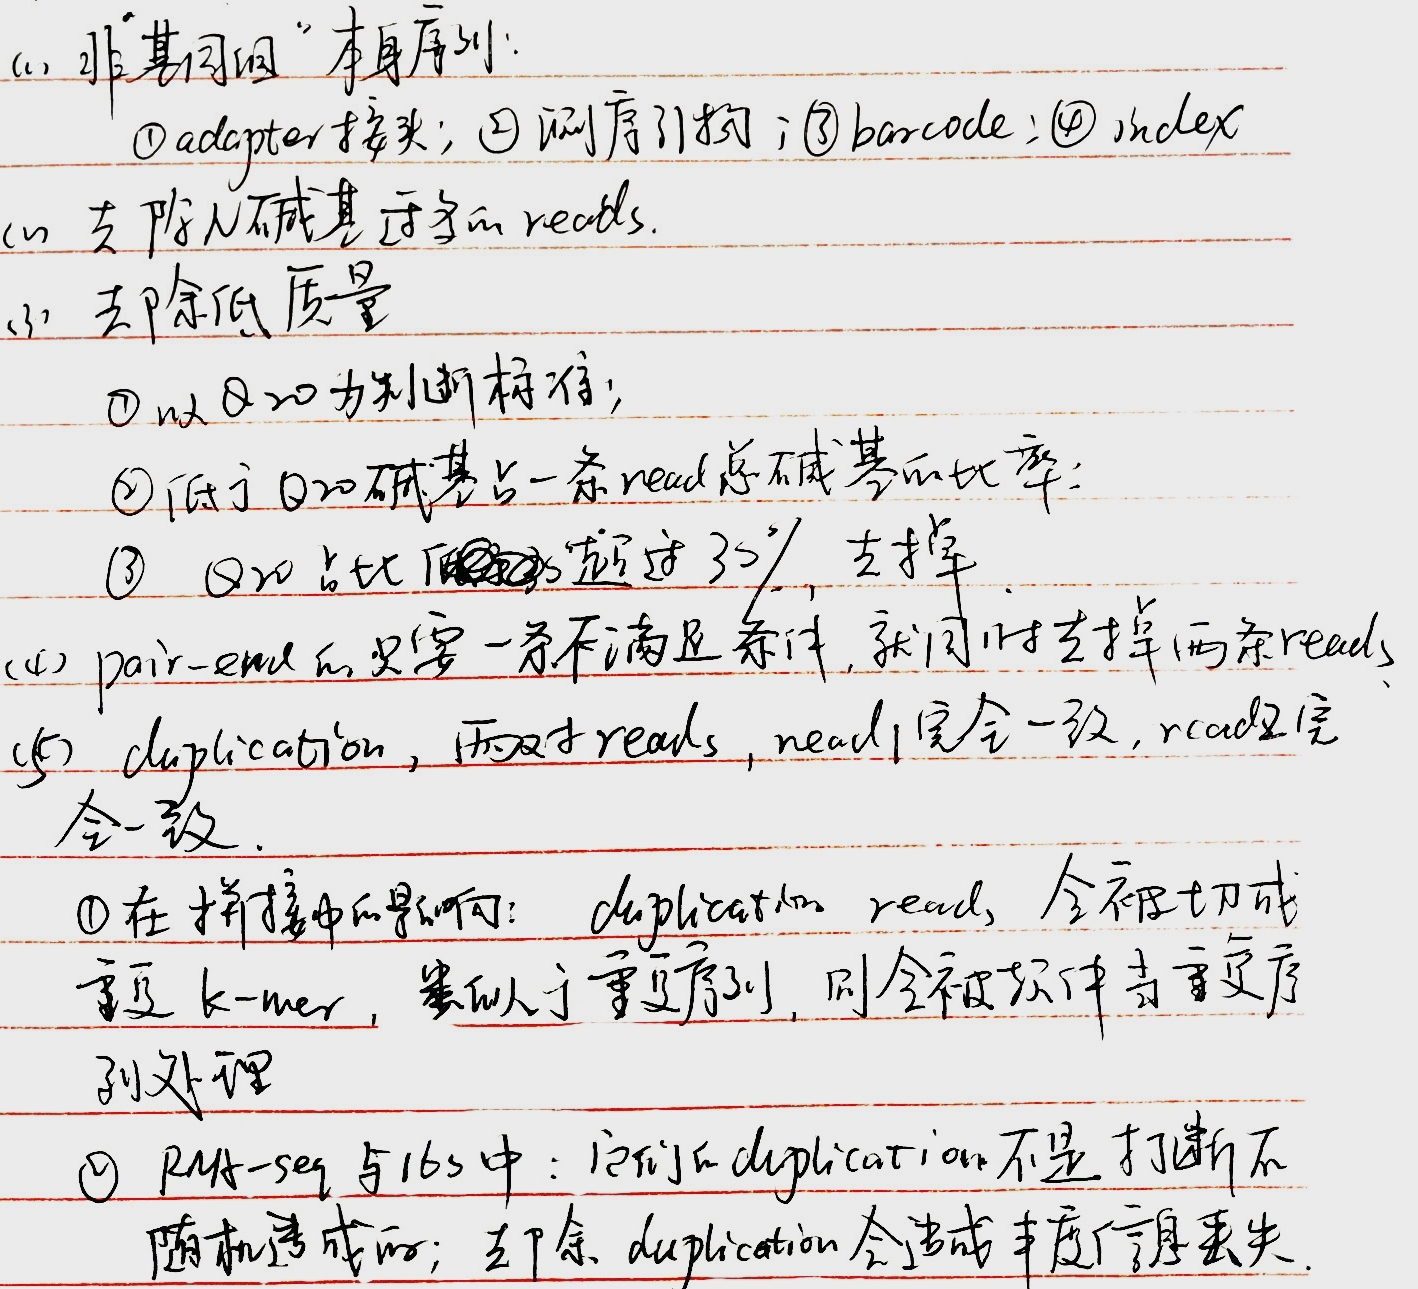 (1) 非“基因组”本身序列:
①adapter接头; ②测序引物; ③barcode; ④index
(2) 去除N碱基过多的reads.
(3) 去除低质量
①以Q20为判断标准;
②低于Q20碱基占一条read总碱基的比率:
③ Q20占比低 超过35%, 去掉.
(4) pair-end的只要一条不满足条件,就同时去掉两条reads、
(5) duplication, 两对reads, read1完全一致, read2完
全一致.
①在拼接中的影响: duplication reads 会被切成
重复 k-mer, 类似于重复序列, 则会被软件当重复序
列处理
② RNA-seq 与16s中: 它们的duplication不是打断不
随机造成的; 去除 duplication会造成丰度信息丢失.